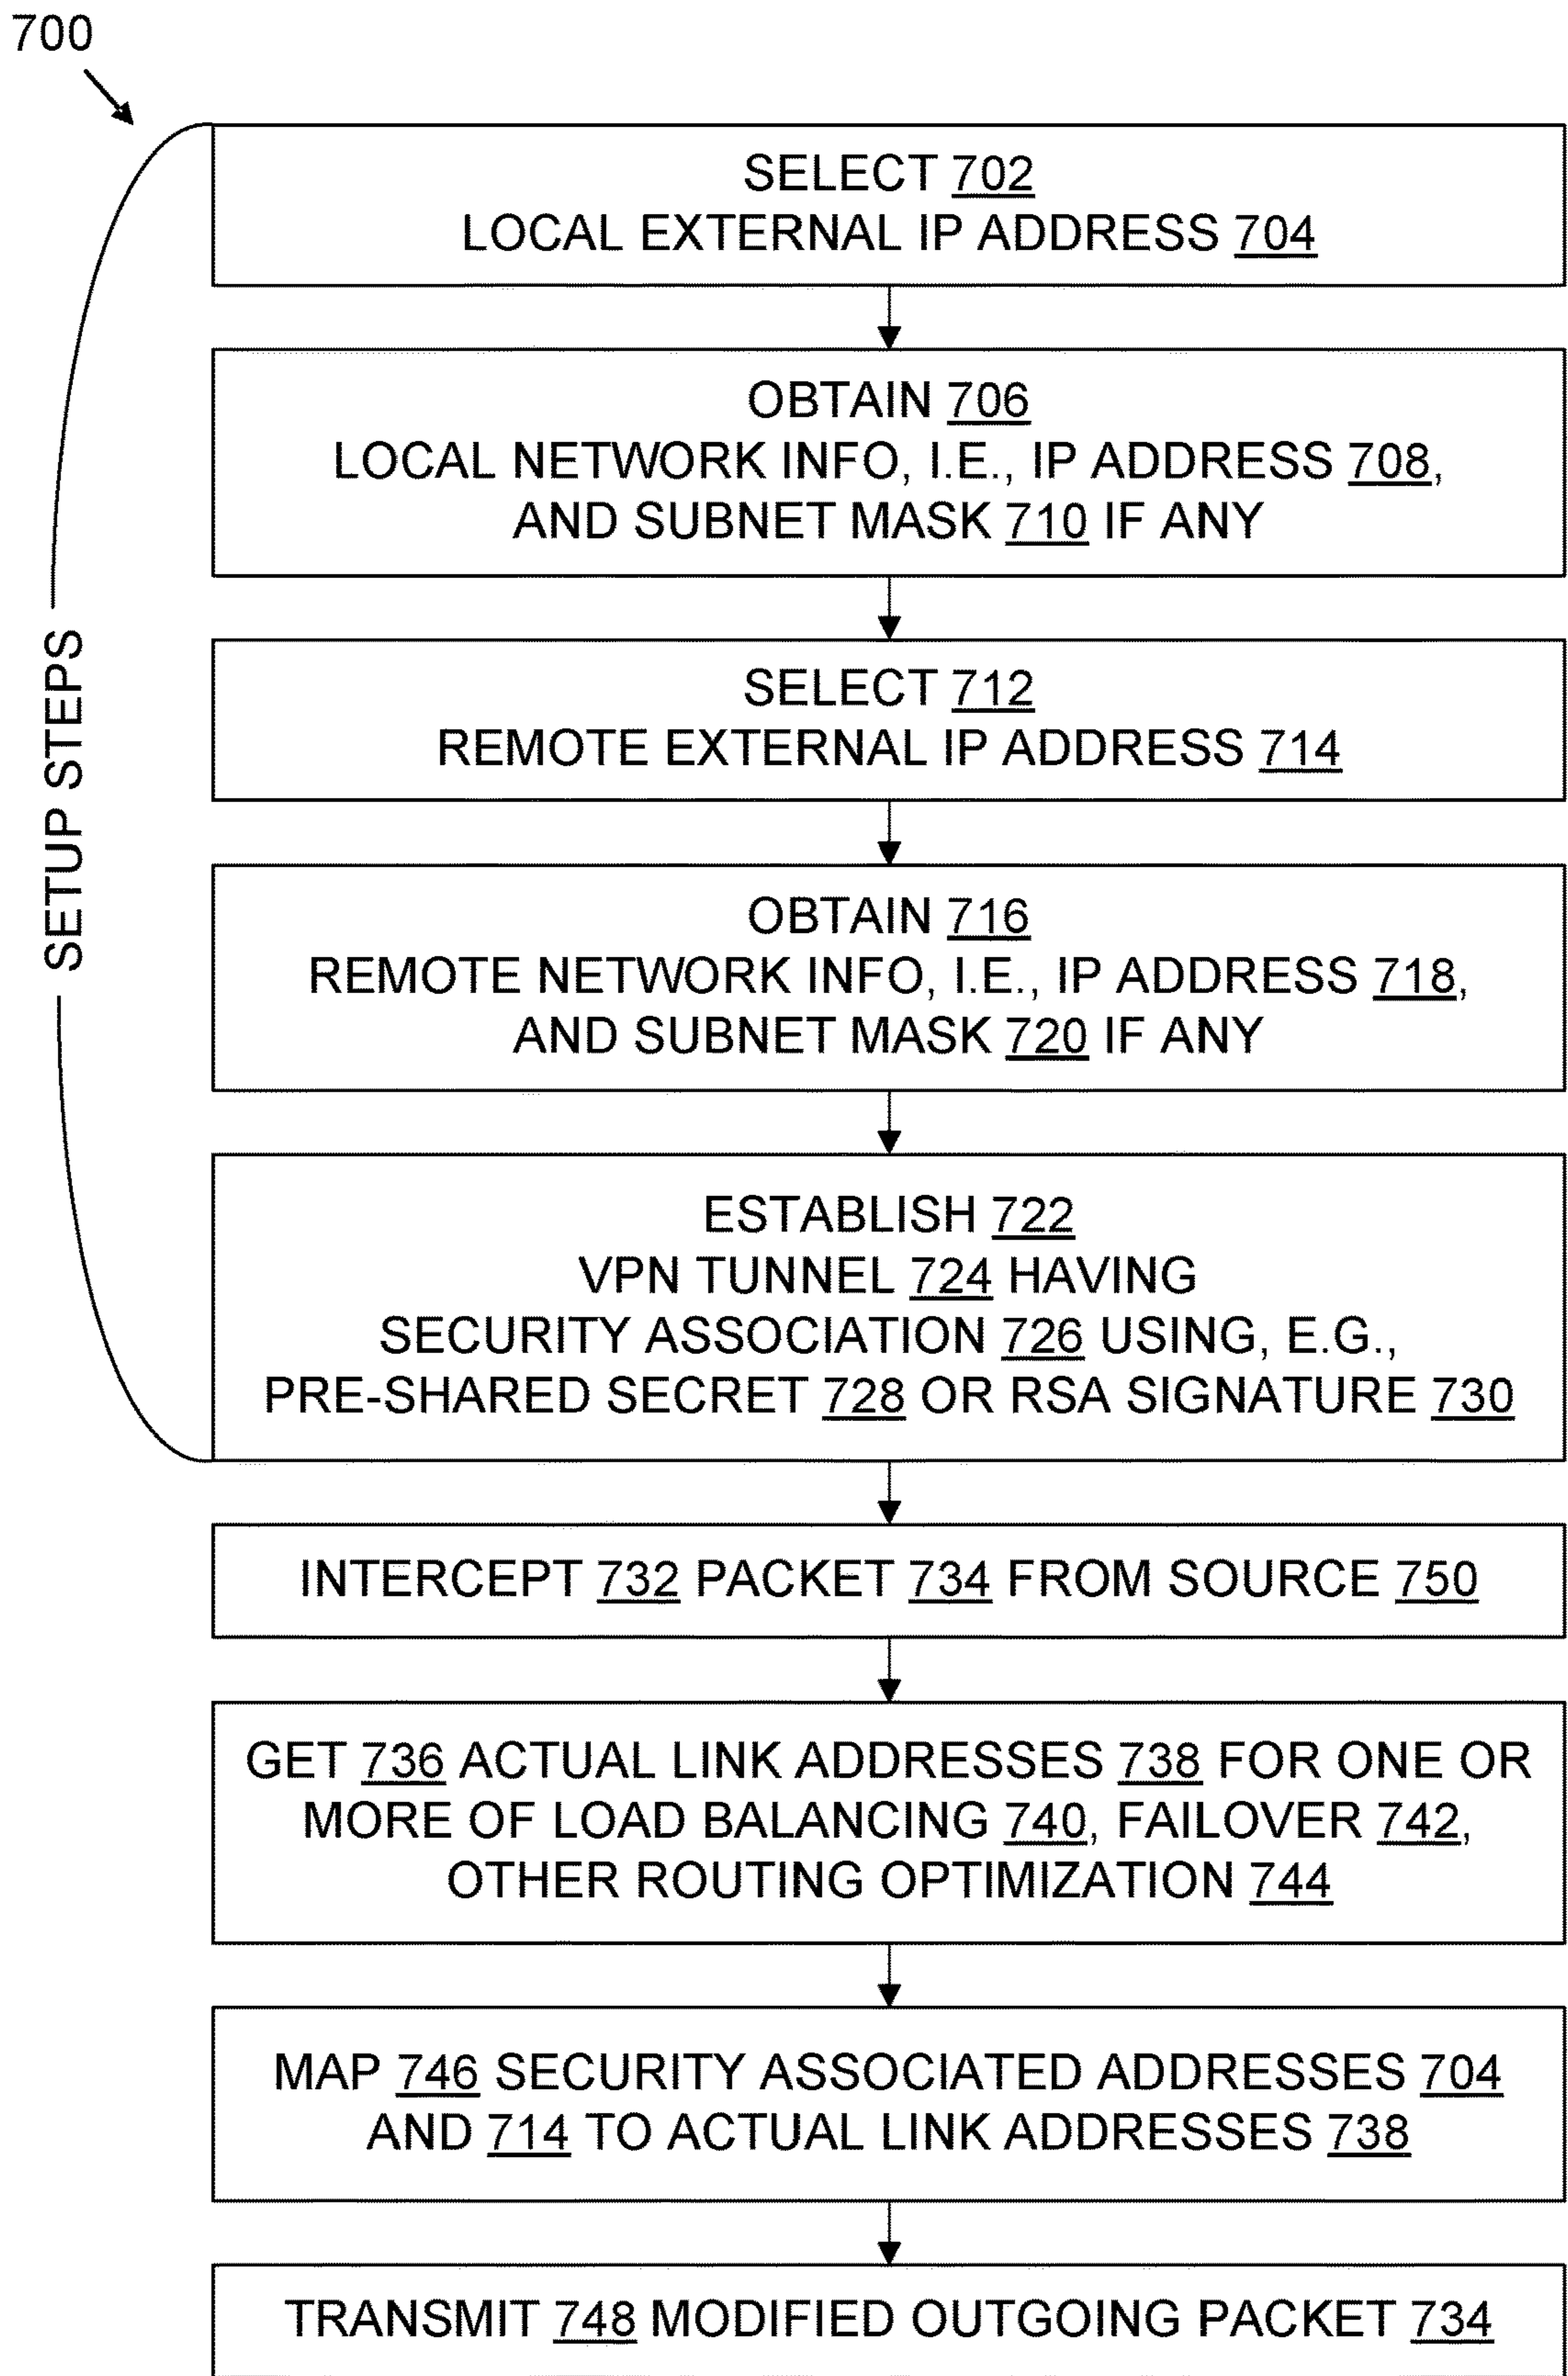 700
SELECT 702
LOCAL EXTERNAL IP ADDRESS 704
OBTAIN 706
LOCAL NETWORK INFO, I.E., IP ADDRESS 708,
AND SUBNET MASK 710 IF ANY
SELECT 712
REMOTE EXTERNAL IP ADDRESS 714
OBTAIN 716
REMOTE NETWORK INFO, I.E., IP ADDRESS 718,
AND SUBNET MASK 720 IF ANY
ESTABLISH 722
VPN TUNNEL 724 HAVING
SECURITY ASSOCIATION 726 USING, E.G.,
PRE-SHARED SECRET 728 OR RSA SIGNATURE 730
SETUP STEPS
INTERCEPT 732 PACKET 734 FROM SOURCE 750
GET 736 ACTUAL LINK ADDRESSES 738 FOR ONE OR
MORE OF LOAD BALANCING 740, FAILOVER 742,
OTHER ROUTING OPTIMIZATION 744
MAP 746 SECURITY ASSOCIATED ADDRESSES 704
AND 714 TO ACTUAL LINK ADDRESSES 738
TRANSMIT 748 MODIFIED OUTGOING PACKET 734